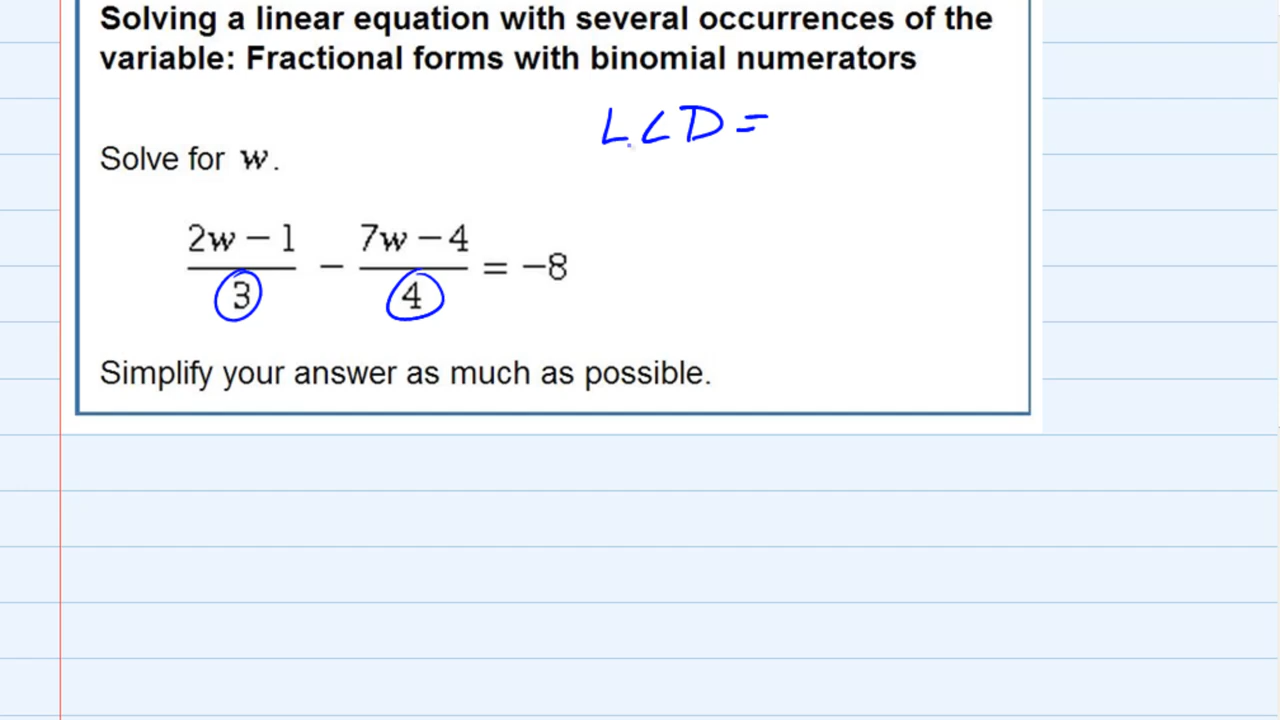 Solving a linear equation with several occurrences of the
variable: Fractional forms with binomial numerators
LCD =
Solve for w.
2w − 1
7w − 4
− = −8
3
4
Simplify your answer as much as possible.